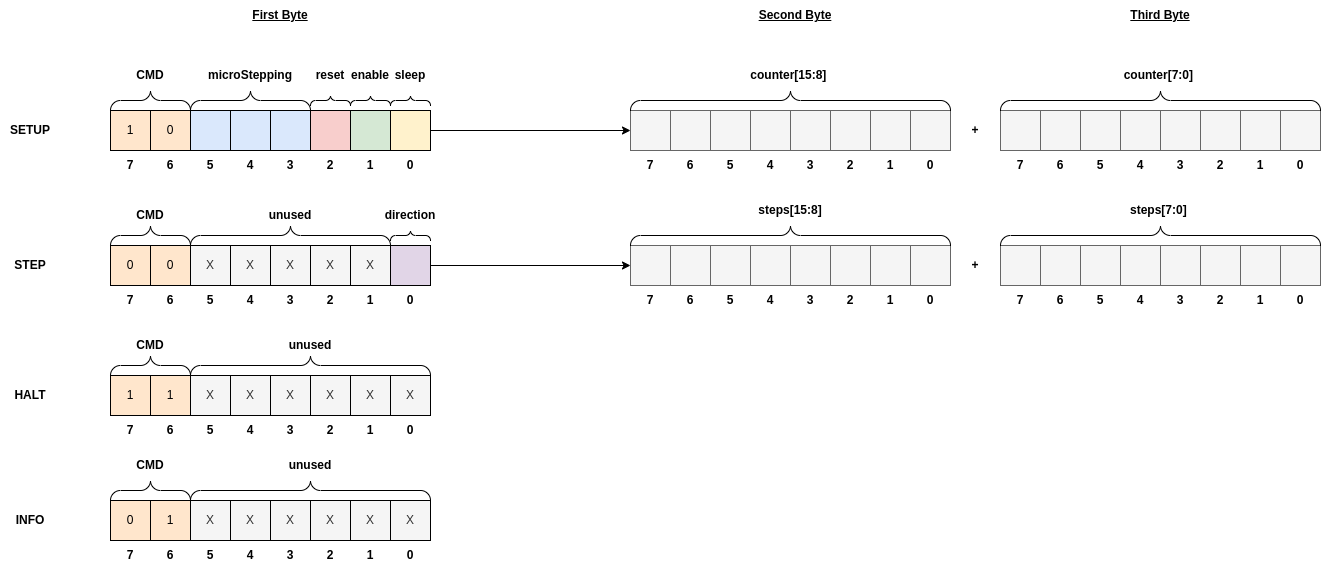 First Byte Second Byte Third Byte
CMD microStepping reset enable sleep counter[15:8] counter[7:0]
SETUP 1 0 +
7 6 5 4 3 2 1 0 7 6 5 4 3 2 1 0 7 6 5 4 3 2 1 0
CMD unused direction steps[15:8] steps[7:0]
STEP 0 0 X X X X X +
7 6 5 4 3 2 1 0 7 6 5 4 3 2 1 0 7 6 5 4 3 2 1 0
CMD unused
HALT 1 1 X X X X X X
7 6 5 4 3 2 1 0
CMD unused
INFO 0 1 X X X X X X
7 6 5 4 3 2 1 0